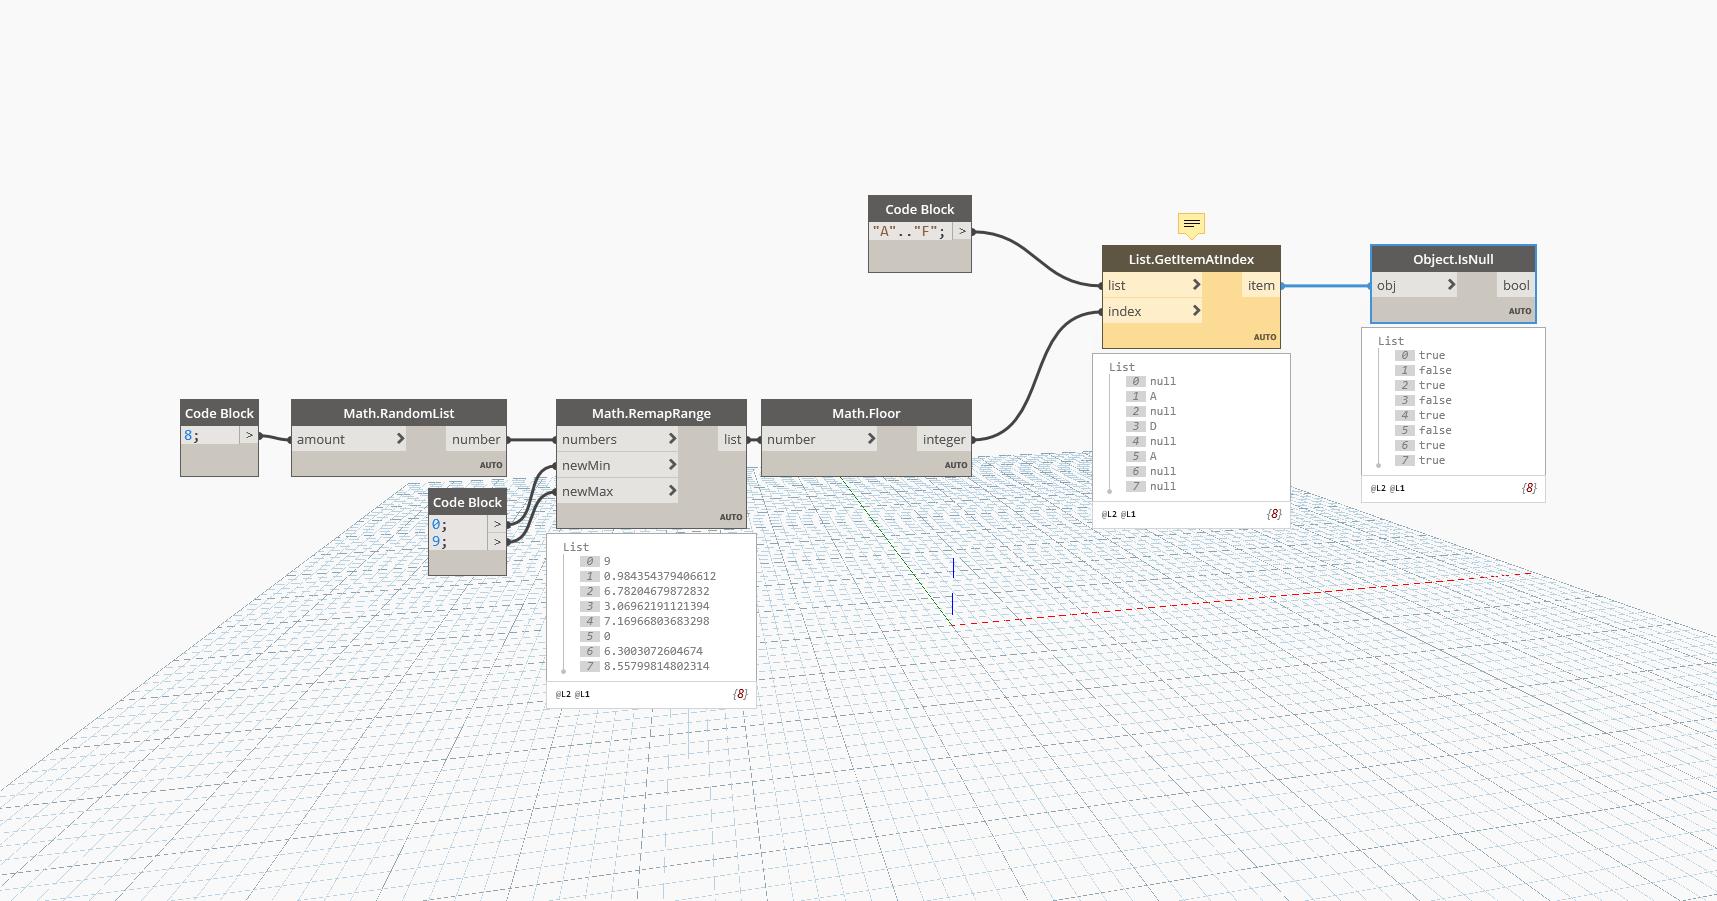 Code Block
"A".."F"; >
List.GetItemAtIndex
list item
index
AUTO
Object.IsNull
obj bool
AUTO
List
0 true
1 false
2 true
3 false
4 true
5 false
6 true
7 true
@L2 @L1 {8}
List
0 null
1 A
2 null
3 D
4 null
5 A
6 null
7 null
@L2 @L1 {8}
Code Block
8; >
Math.RandomList
amount number
AUTO
Math.RemapRange
numbers list
newMin
newMax
AUTO
Math.Floor
number integer
AUTO
Code Block
0; >
9; >
List
0 9
1 0.984354379406612
2 6.78204679872832
3 3.06962191121394
4 7.16966803683298
5 0
6 6.3003072604674
7 8.55799814802314
@L2 @L1 {8}